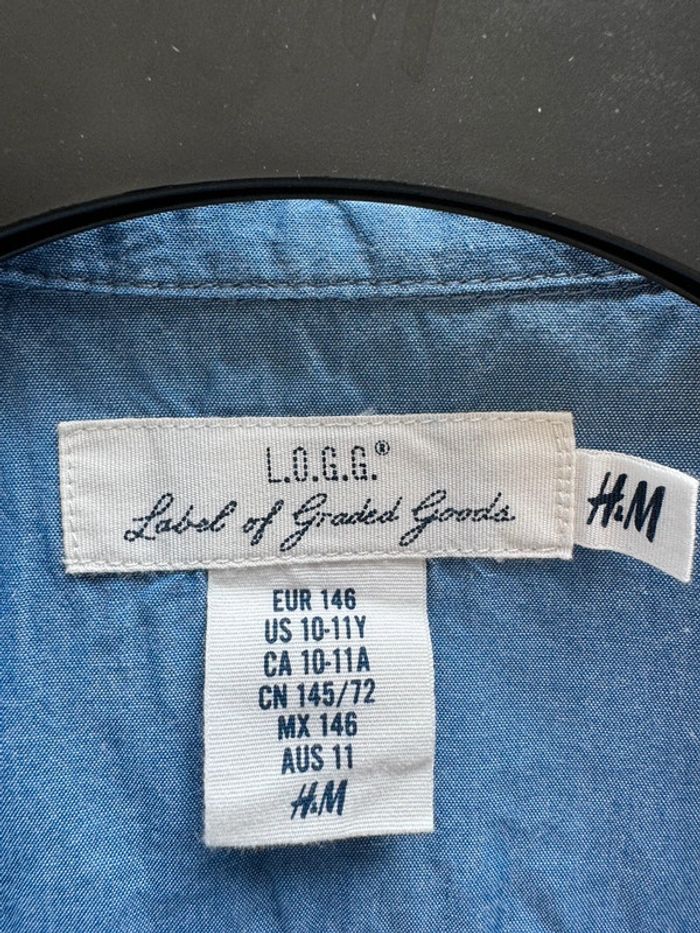 L.O.G.G.®
Label of Graded Goods
H&M
EUR 146
US 10-11Y
CA 10-11A
CN 145/72
MX 146
AUS 11
H&M